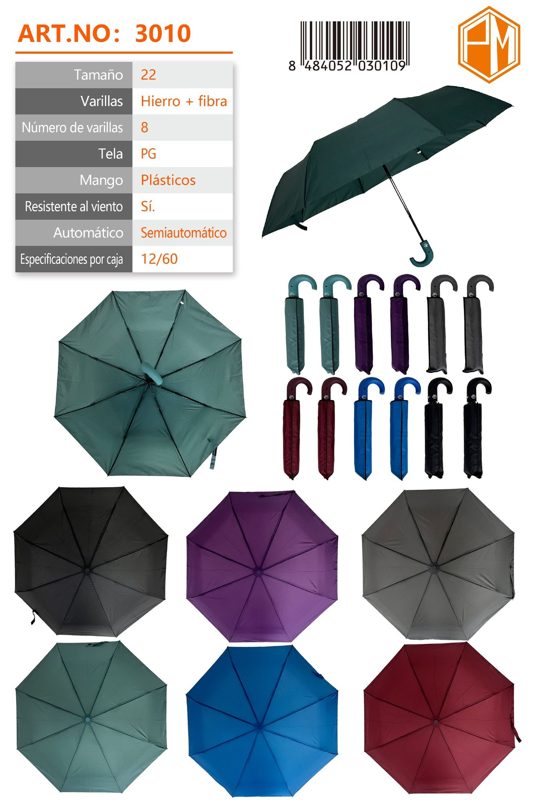 ART.NO: 3010
PM
8 484052 030109
Tamaño 22
Varillas Hierro + fibra
Número de varillas 8
Tela PG
Mango Plásticos
Resistente al viento Sí.
Automático Semiautomático
Especificaciones por caja 12/60